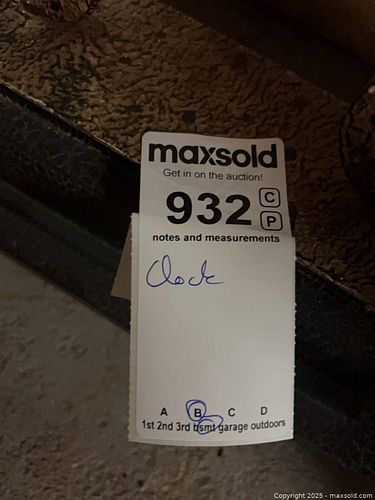 maxsold
Get in on the auction!
932 C
P
notes and measurements
Clock
A B C D
1st 2nd 3rd bsmt garage outdoors
Copyright 2025 - maxsold.com